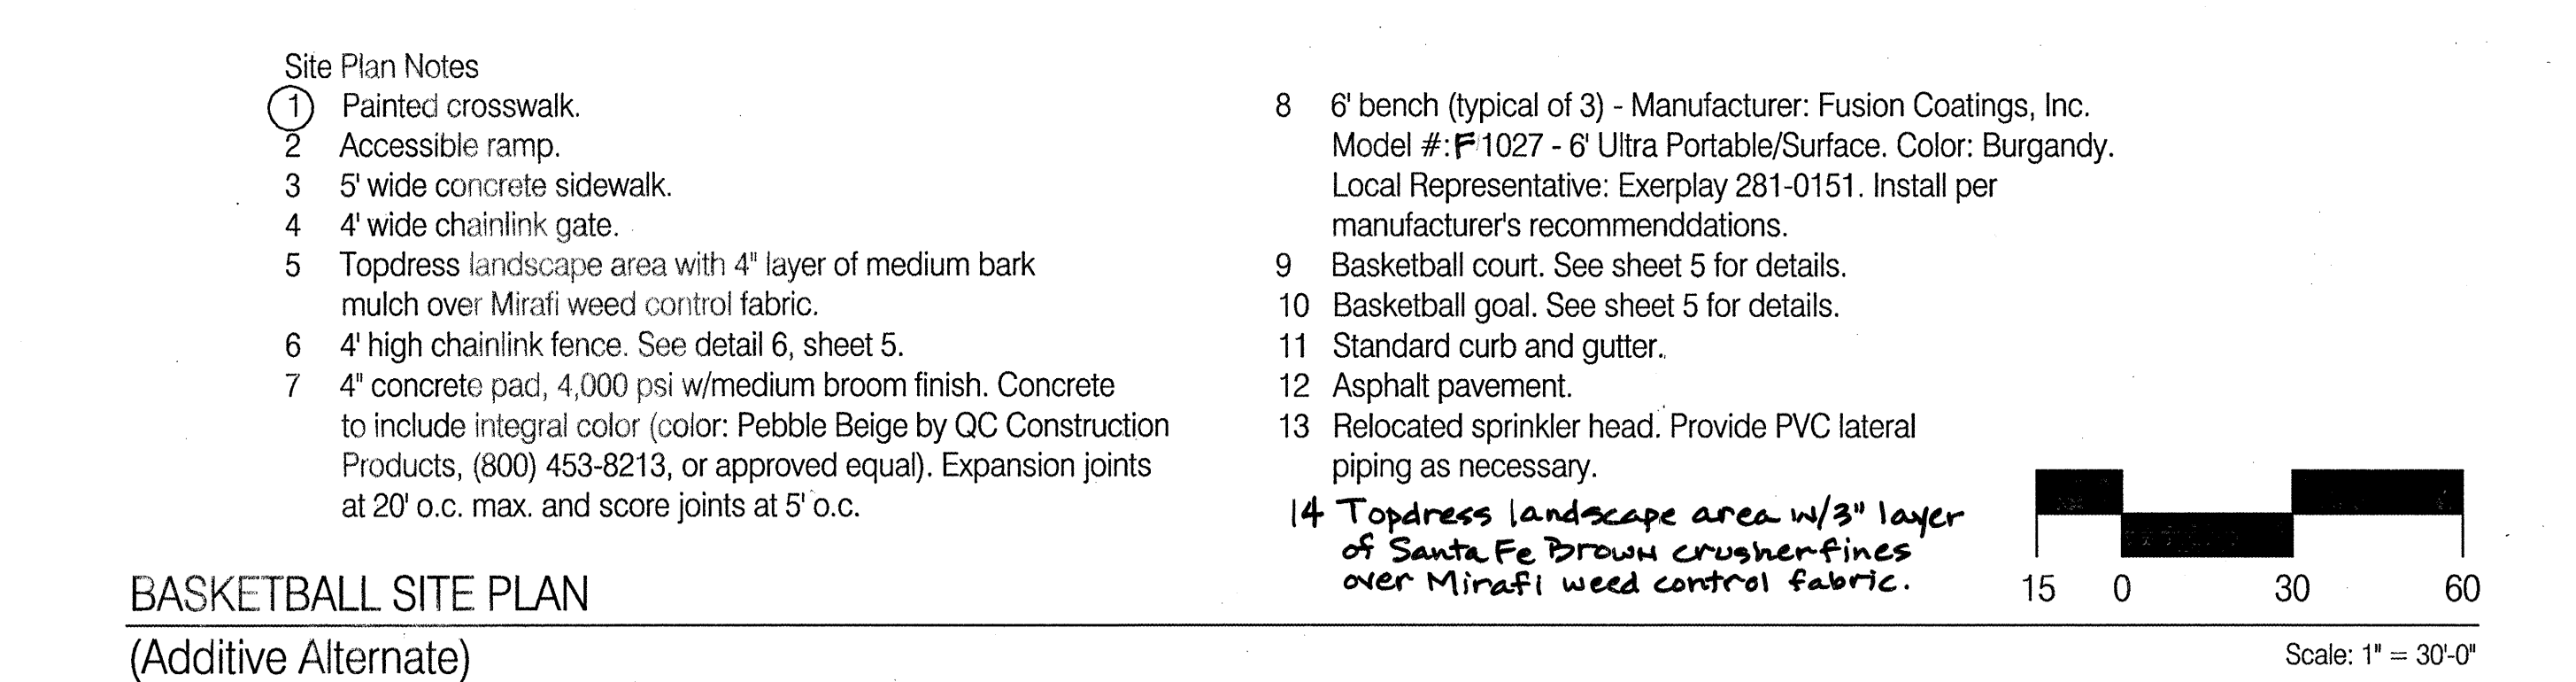 Site Plan Notes
1 Painted crosswalk.
2 Accessible ramp.
3 5' wide concrete sidewalk.
4 4' wide chainlink gate.
5 Topdress landscape area with 4" layer of medium bark
mulch over Mirafi weed control fabric.
6 4' high chainlink fence. See detail 6, sheet 5.
7 4" concrete pad, 4,000 psi w/medium broom finish. Concrete
to include integral color (color: Pebble Beige by QC Construction
Products, (800) 453-8213, or approved equal). Expansion joints
at 20' o.c. max. and score joints at 5' o.c.
8 6' bench (typical of 3) - Manufacturer: Fusion Coatings, Inc.
Model #:F1027 - 6' Ultra Portable/Surface. Color: Burgandy.
Local Representative: Exerplay 281-0151. Install per
manufacturer's recommenddations.
9 Basketball court. See sheet 5 for details.
10 Basketball goal. See sheet 5 for details.
11 Standard curb and gutter.
12 Asphalt pavement.
13 Relocated sprinkler head. Provide PVC lateral
piping as necessary.
14 Topdress landscape area w/3" layer
of Santa Fe Brown crusherfines
over Mirafi weed control fabric.
15 0 30 60
BASKETBALL SITE PLAN
(Additive Alternate)
Scale: 1" = 30'-0"